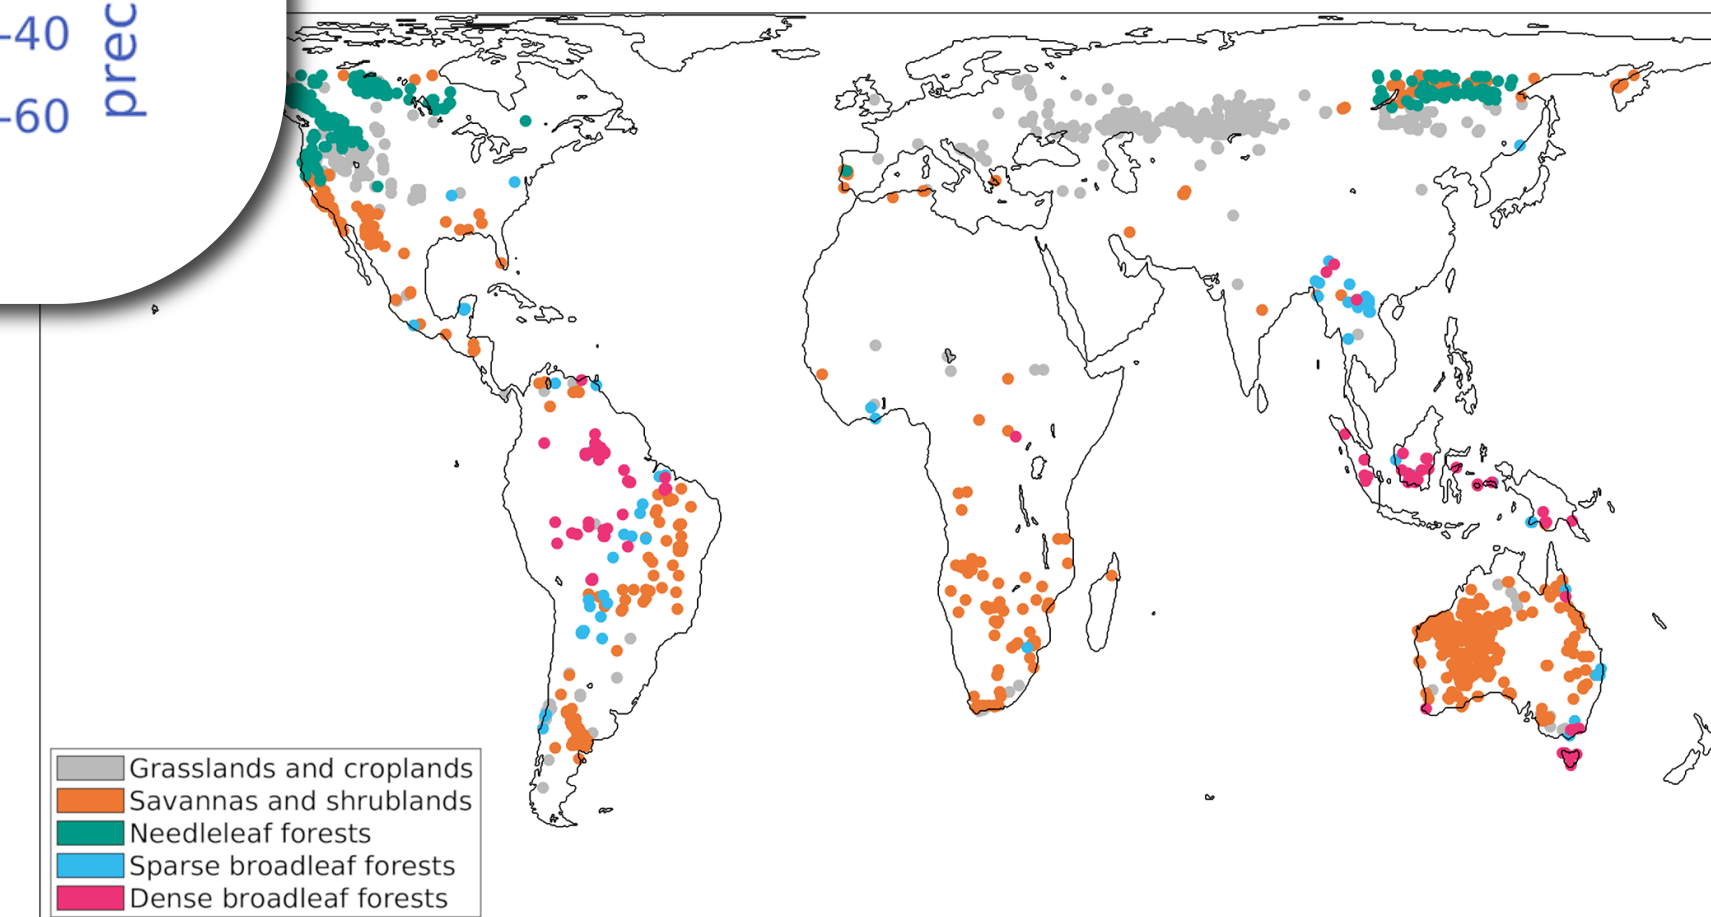 -40
-60
prec
Grasslands and croplands
Savannas and shrublands
Needleleaf forests
Sparse broadleaf forests
Dense broadleaf forests